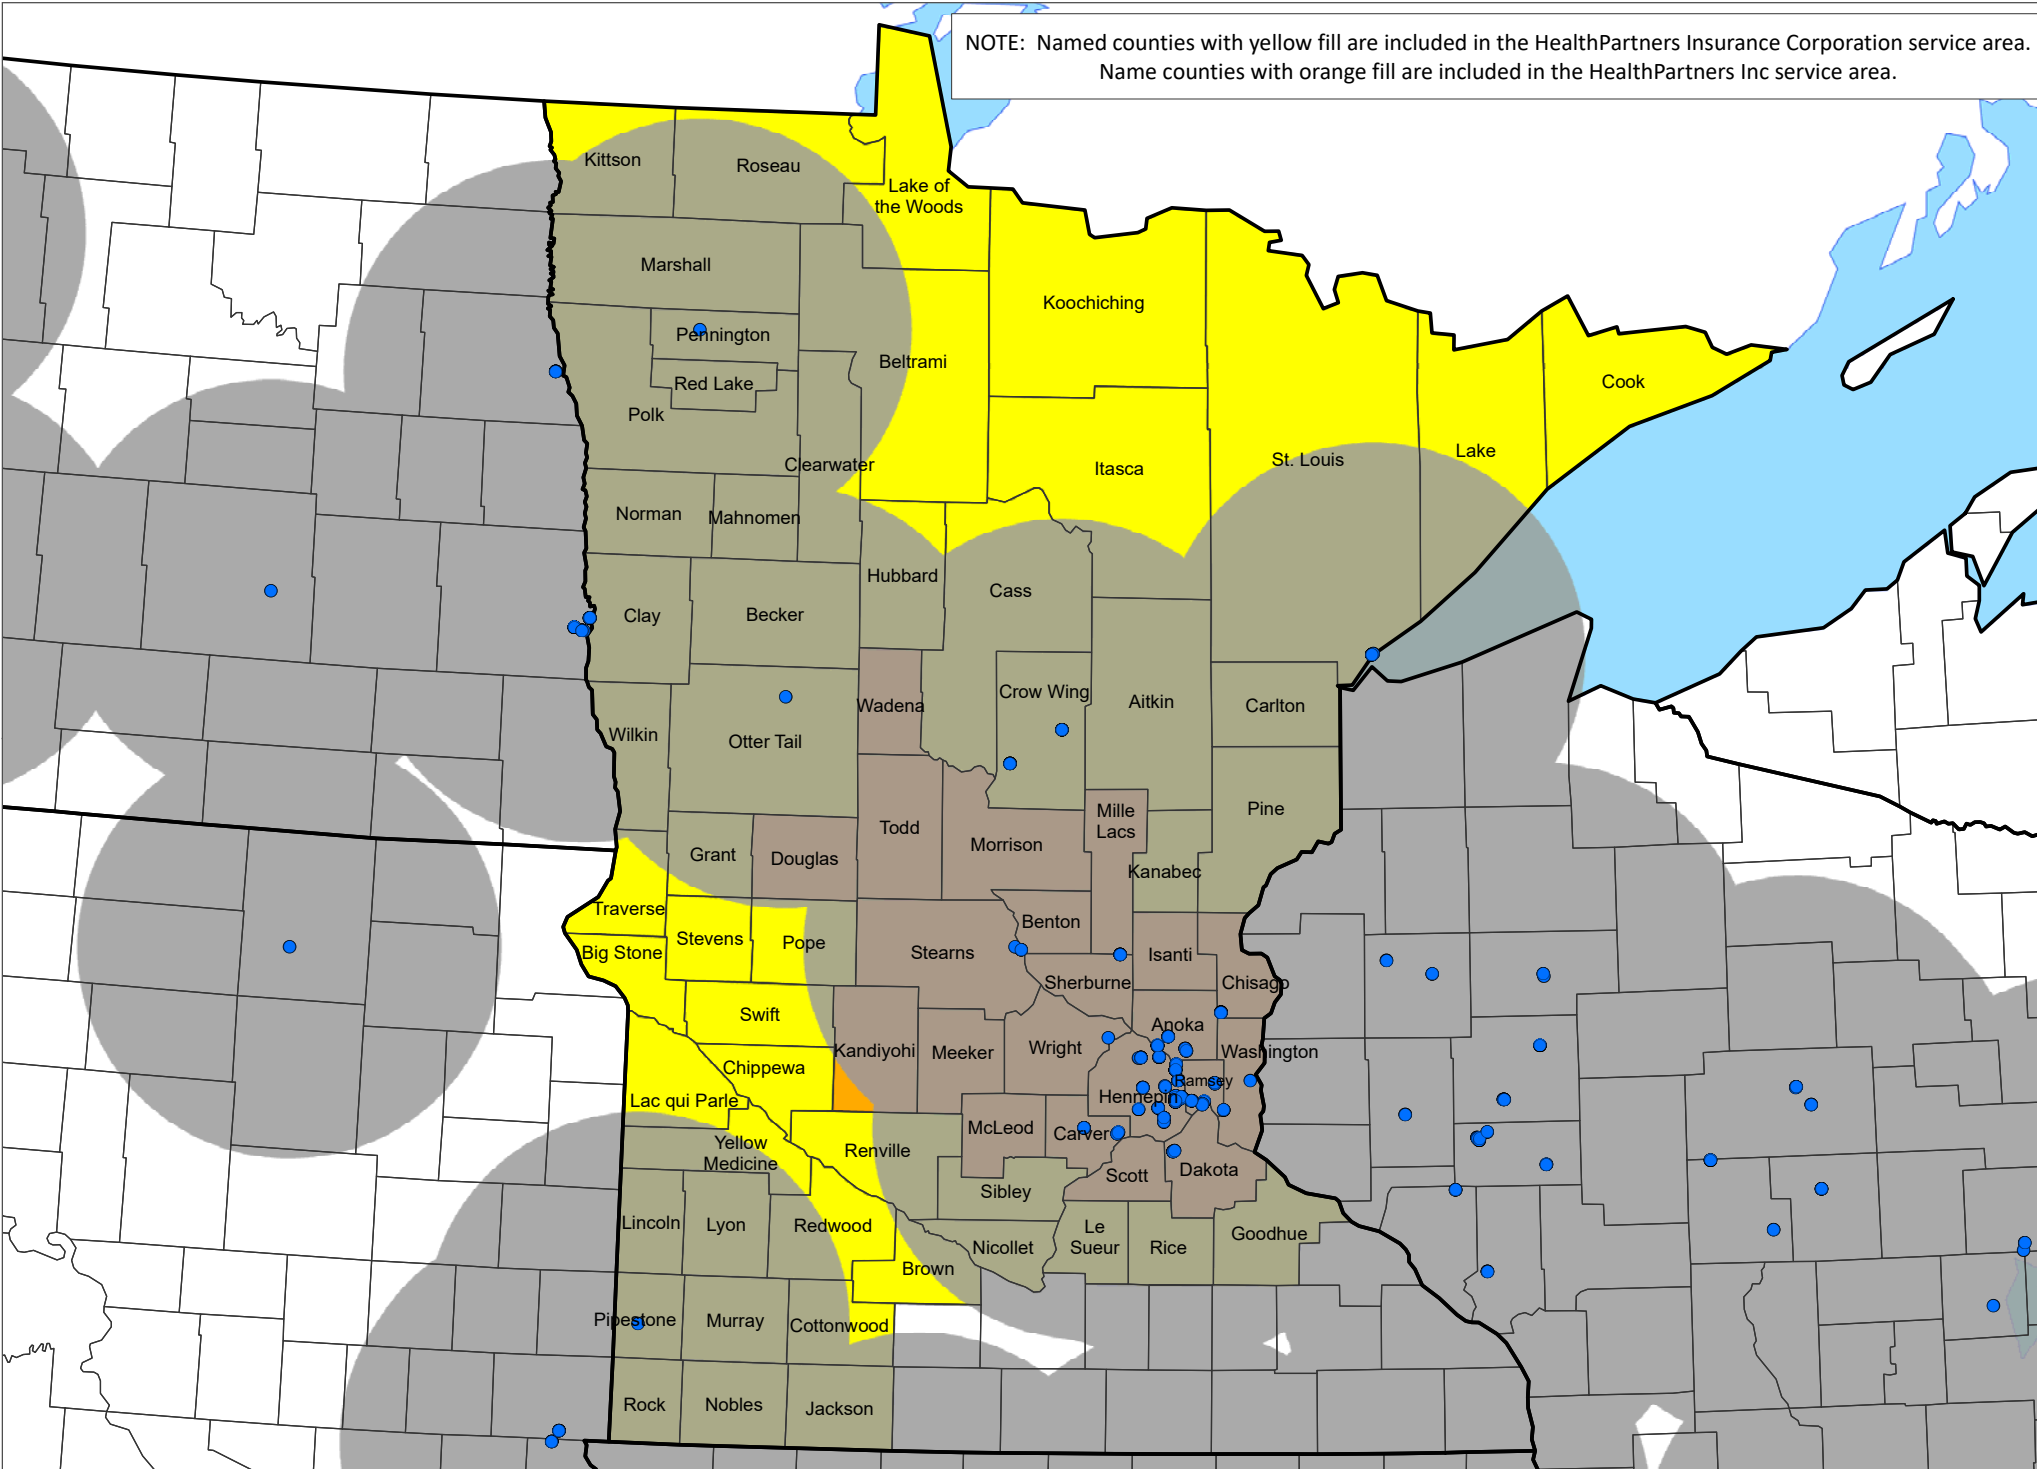 NOTE: Named counties with yellow fill are included in the HealthPartners Insurance Corporation service area.
Name counties with orange fill are included in the HealthPartners Inc service area.
Kittson
Roseau
Lake of
the Woods
Marshall
Koochiching
Pennington
Beltrami
Red Lake
Cook
Polk
Lake
St. Louis
Clearwater
Itasca
Norman
Mahnomen
Hubbard
Cass
Clay
Becker
Crow Wing
Aitkin
Wadena
Carlton
Wilkin
Otter Tail
Pine
Mille
Lacs
Todd
Morrison
Grant
Douglas
Kanabec
Traverse
Benton
Stevens
Pope
Big Stone
Stearns
Isanti
Sherburne
Chisago
Swift
Anoka
Wright
Kandiyohi
Meeker
Washington
Chippewa
Ramsey
Hennepin
Lac qui Parle
McLeod
Carver
Yellow
Medicine
Renville
Dakota
Scott
Sibley
Lincoln
Lyon
Redwood
Le
Sueur
Rice
Goodhue
Nicollet
Brown
Pipestone
Murray
Cottonwood
Rock
Nobles
Jackson